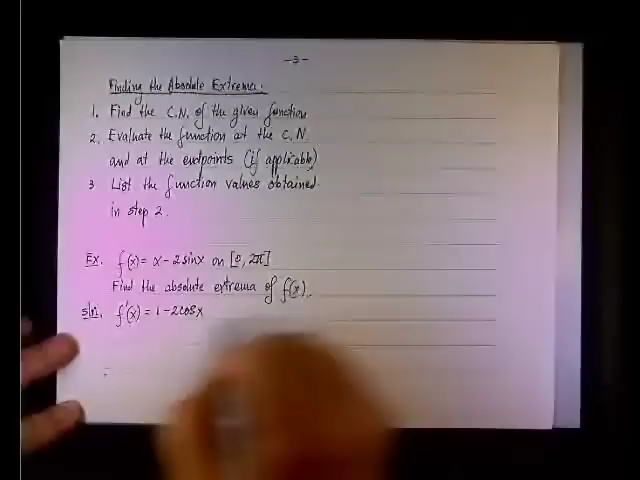 -3-
Finding the Absolute Extrema:
1. Find the C.N. of the given function
2. Evaluate the function at the C.N
and at the endpoints (if applicable)
3 List the function values obtained
in step 2.
Ex. f(x) = x - 2 sinx on [0, 2π]
Find the absolute extrema of f(x).
Sln. f'(x) = 1 - 2cosx